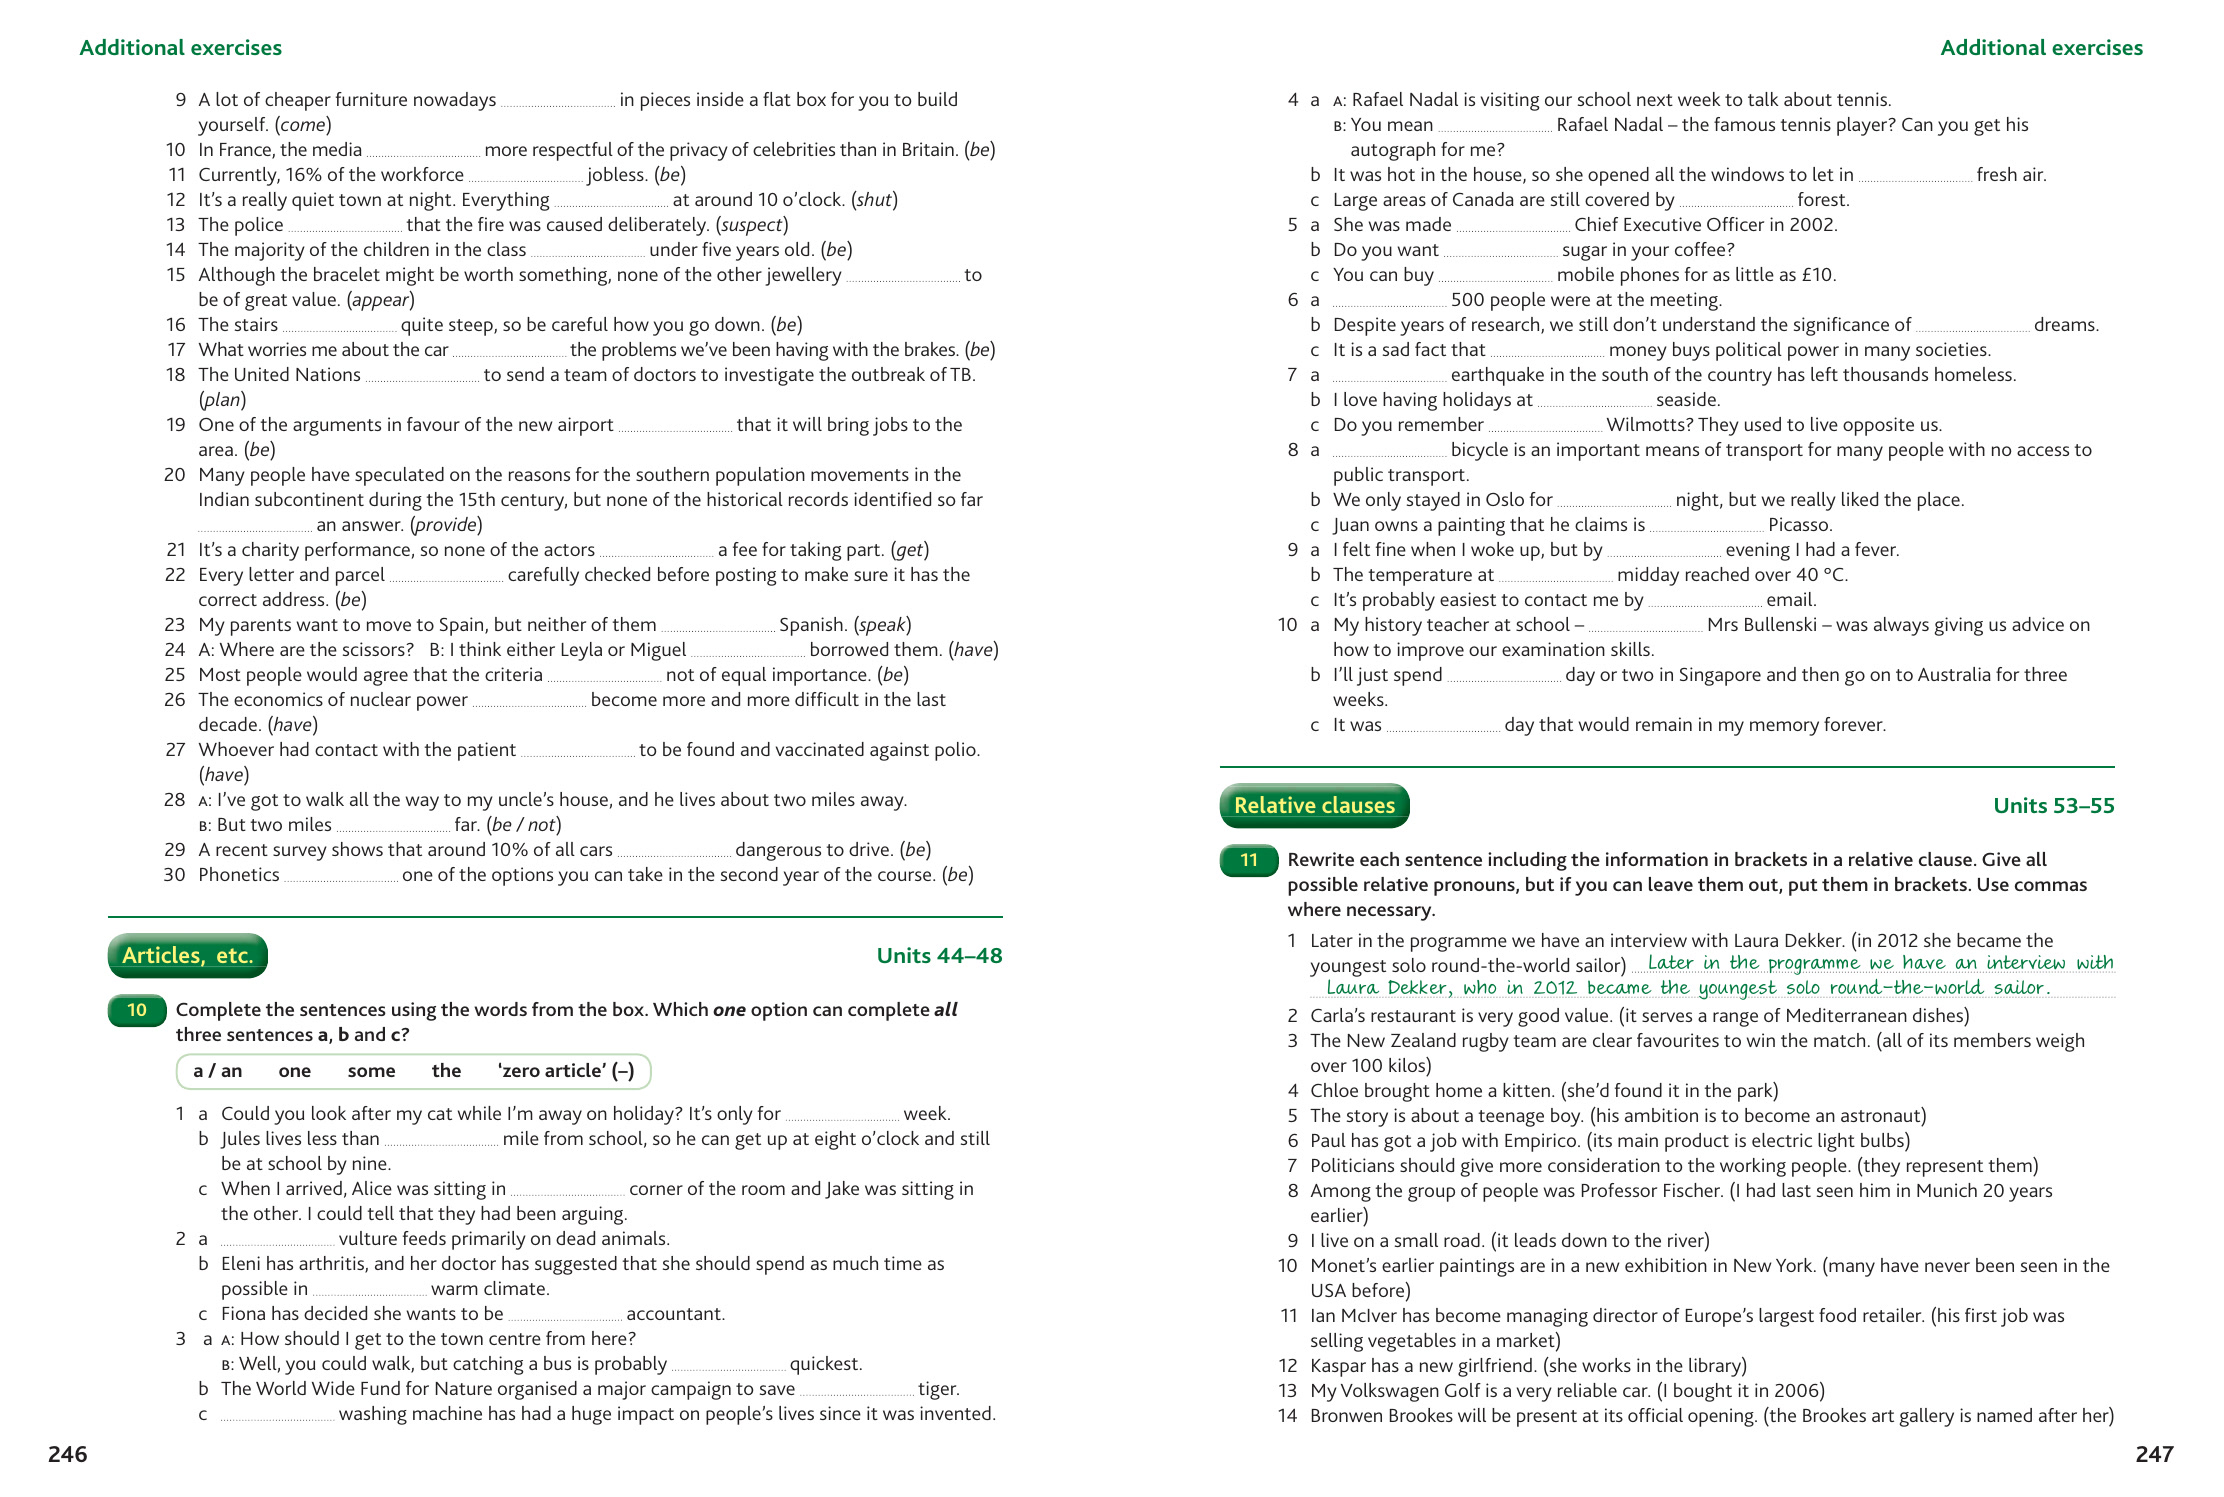 Additional exercises
9 A lot of cheaper furniture nowadays ........ in pieces inside a flat box for you to build
yourself. (come)
10 In France, the media ........ more respectful of the privacy of celebrities than in Britain. (be)
11 Currently, 16% of the workforce ........ jobless. (be)
12 It's a really quiet town at night. Everything ........ at around 10 o'clock. (shut)
13 The police ........ that the fire was caused deliberately. (suspect)
14 The majority of the children in the class ........ under five years old. (be)
15 Although the bracelet might be worth something, none of the other jewellery ........ to
be of great value. (appear)
16 The stairs ........ quite steep, so be careful how you go down. (be)
17 What worries me about the car ........ the problems we've been having with the brakes. (be)
18 The United Nations ........ to send a team of doctors to investigate the outbreak of TB.
(plan)
19 One of the arguments in favour of the new airport ........ that it will bring jobs to the
area. (be)
20 Many people have speculated on the reasons for the southern population movements in the
Indian subcontinent during the 15th century, but none of the historical records identified so far
........ an answer. (provide)
21 It's a charity performance, so none of the actors ........ a fee for taking part. (get)
22 Every letter and parcel ........ carefully checked before posting to make sure it has the
correct address. (be)
23 My parents want to move to Spain, but neither of them ........ Spanish. (speak)
24 A: Where are the scissors? B: I think either Leyla or Miguel ........ borrowed them. (have)
25 Most people would agree that the criteria ........ not of equal importance. (be)
26 The economics of nuclear power ........ become more and more difficult in the last
decade. (have)
27 Whoever had contact with the patient ........ to be found and vaccinated against polio.
(have)
28 A: I've got to walk all the way to my uncle's house, and he lives about two miles away.
B: But two miles ........ far. (be / not)
29 A recent survey shows that around 10% of all cars ........ dangerous to drive. (be)
30 Phonetics ........ one of the options you can take in the second year of the course. (be)
Articles, etc. Units 44–48
10 Complete the sentences using the words from the box. Which one option can complete all
three sentences a, b and c?
a / an one some the 'zero article' (–)
1 a Could you look after my cat while I'm away on holiday? It's only for ........ week.
b Jules lives less than ........ mile from school, so he can get up at eight o'clock and still
be at school by nine.
c When I arrived, Alice was sitting in ........ corner of the room and Jake was sitting in
the other. I could tell that they had been arguing.
2 a ........ vulture feeds primarily on dead animals.
b Eleni has arthritis, and her doctor has suggested that she should spend as much time as
possible in ........ warm climate.
c Fiona has decided she wants to be ........ accountant.
3 a A: How should I get to the town centre from here?
B: Well, you could walk, but catching a bus is probably ........ quickest.
b The World Wide Fund for Nature organised a major campaign to save ........ tiger.
c ........ washing machine has had a huge impact on people's lives since it was invented.
246
Additional exercises
4 a A: Rafael Nadal is visiting our school next week to talk about tennis.
B: You mean ........ Rafael Nadal – the famous tennis player? Can you get his
autograph for me?
b It was hot in the house, so she opened all the windows to let in ........ fresh air.
c Large areas of Canada are still covered by ........ forest.
5 a She was made ........ Chief Executive Officer in 2002.
b Do you want ........ sugar in your coffee?
c You can buy ........ mobile phones for as little as £10.
6 a ........ 500 people were at the meeting.
b Despite years of research, we still don't understand the significance of ........ dreams.
c It is a sad fact that ........ money buys political power in many societies.
7 a ........ earthquake in the south of the country has left thousands homeless.
b I love having holidays at ........ seaside.
c Do you remember ........ Wilmotts? They used to live opposite us.
8 a ........ bicycle is an important means of transport for many people with no access to
public transport.
b We only stayed in Oslo for ........ night, but we really liked the place.
c Juan owns a painting that he claims is ........ Picasso.
9 a I felt fine when I woke up, but by ........ evening I had a fever.
b The temperature at ........ midday reached over 40 °C.
c It's probably easiest to contact me by ........ email.
10 a My history teacher at school – ........ Mrs Bullenski – was always giving us advice on
how to improve our examination skills.
b I'll just spend ........ day or two in Singapore and then go on to Australia for three
weeks.
c It was ........ day that would remain in my memory forever.
Relative clauses Units 53–55
11 Rewrite each sentence including the information in brackets in a relative clause. Give all
possible relative pronouns, but if you can leave them out, put them in brackets. Use commas
where necessary.
1 Later in the programme we have an interview with Laura Dekker. (in 2012 she became the
youngest solo round-the-world sailor) Later in the programme we have an interview with
Laura Dekker, who in 2012 became the youngest solo round-the-world sailor.
2 Carla's restaurant is very good value. (it serves a range of Mediterranean dishes)
3 The New Zealand rugby team are clear favourites to win the match. (all of its members weigh
over 100 kilos)
4 Chloe brought home a kitten. (she'd found it in the park)
5 The story is about a teenage boy. (his ambition is to become an astronaut)
6 Paul has got a job with Empirico. (its main product is electric light bulbs)
7 Politicians should give more consideration to the working people. (they represent them)
8 Among the group of people was Professor Fischer. (I had last seen him in Munich 20 years
earlier)
9 I live on a small road. (it leads down to the river)
10 Monet's earlier paintings are in a new exhibition in New York. (many have never been seen in the
USA before)
11 Ian McIver has become managing director of Europe's largest food retailer. (his first job was
selling vegetables in a market)
12 Kaspar has a new girlfriend. (she works in the library)
13 My Volkswagen Golf is a very reliable car. (I bought it in 2006)
14 Bronwen Brookes will be present at its official opening. (the Brookes art gallery is named after her)
247